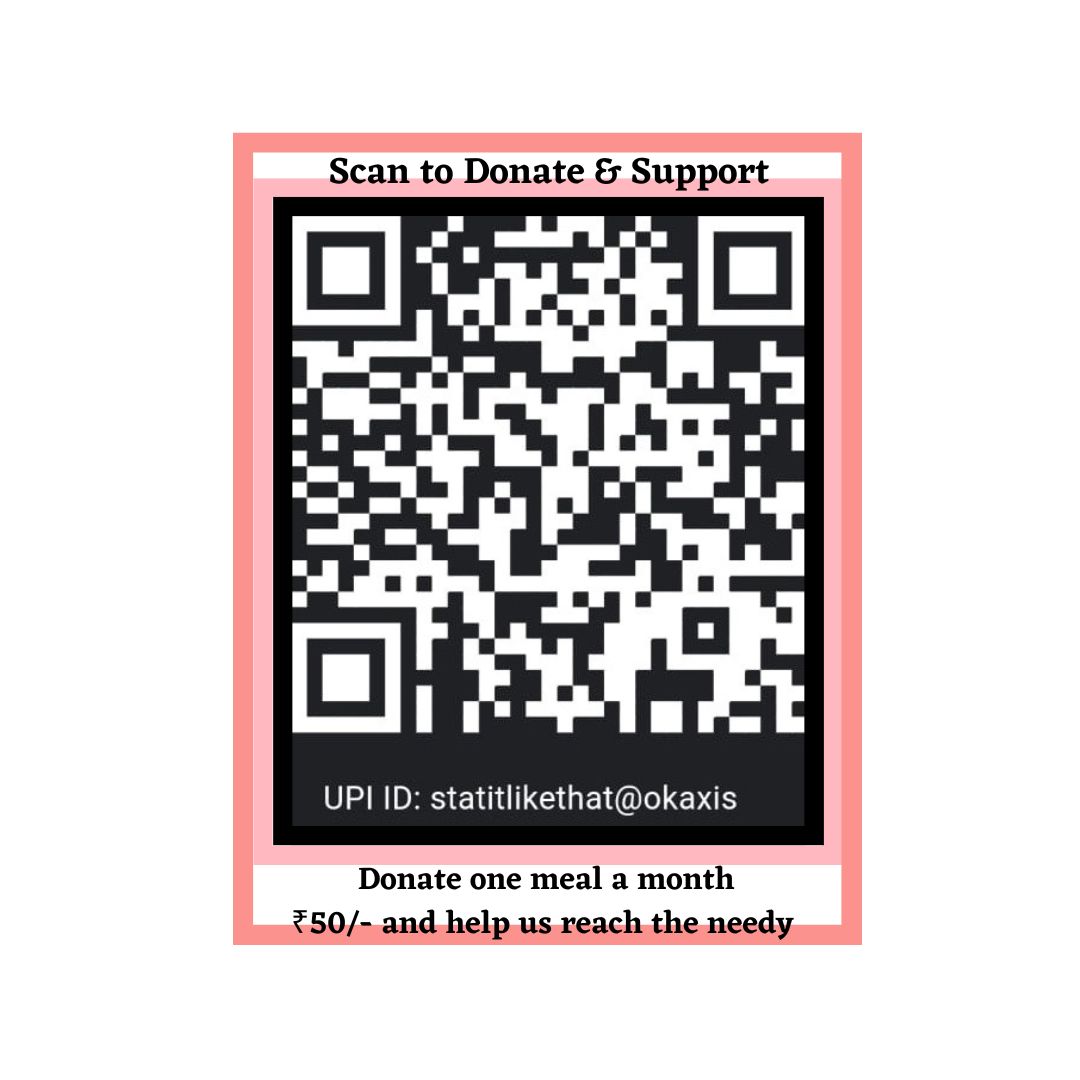 Scan to Donate & Support
UPI ID: statitlikethat@okaxis
Donate one meal a month
₹50/- and help us reach the needy